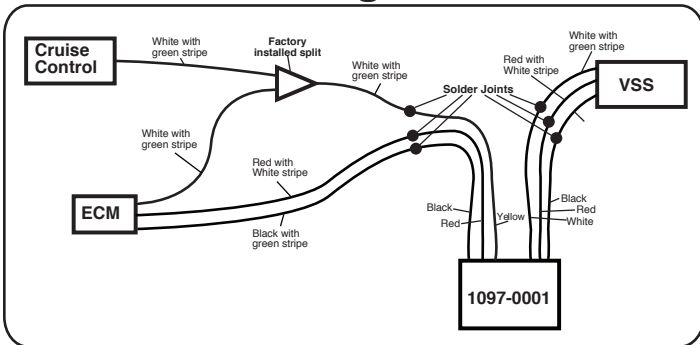 White with
green stripe
Cruise
Control
White with
green stripe
Factory
installed split
White with
green stripe
Red with
White stripe
VSS
Solder Joints
White with
green stripe
Red with
White stripe
ECM
Black with
green stripe
Black
Red
Yellow
Black
Red
White
1097-0001